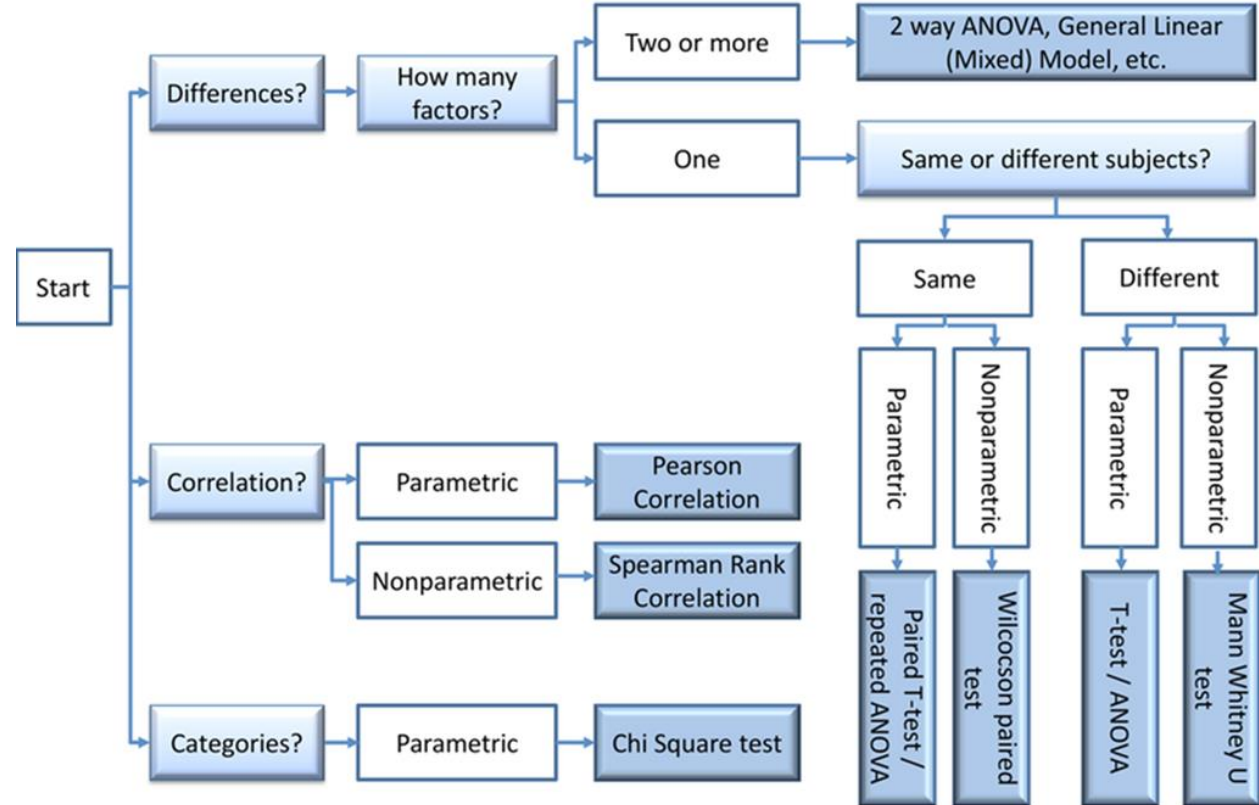 Start
Differences?
How many
factors?
Two or more
2 way ANOVA, General Linear
(Mixed) Model, etc.
One
Same or different subjects?
Same
Different
Parametric
Nonparametric
Parametric
Nonparametric
Paired T-test /
repeated ANOVA
Wilcocson paired
test
T-test / ANOVA
Mann Whitney U
test
Correlation?
Parametric
Pearson
Correlation
Nonparametric
Spearman Rank
Correlation
Categories?
Parametric
Chi Square test